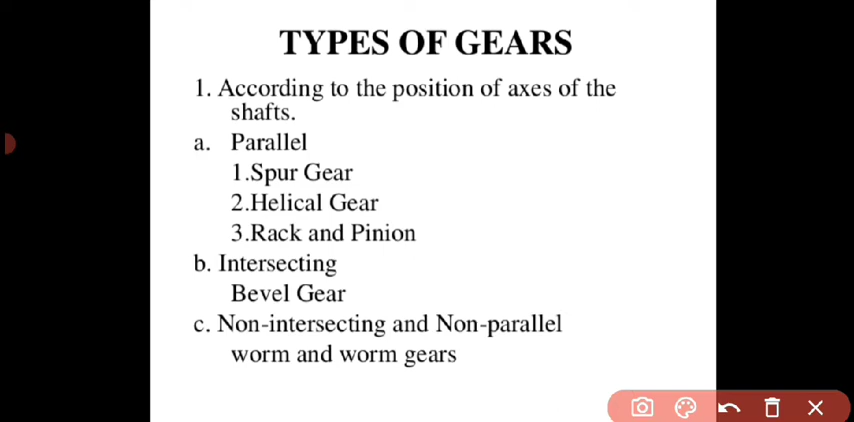 TYPES OF GEARS
1. According to the position of axes of the
shafts.
a. Parallel
1.Spur Gear
2.Helical Gear
3.Rack and Pinion
b. Intersecting
Bevel Gear
c. Non-intersecting and Non-parallel
worm and worm gears